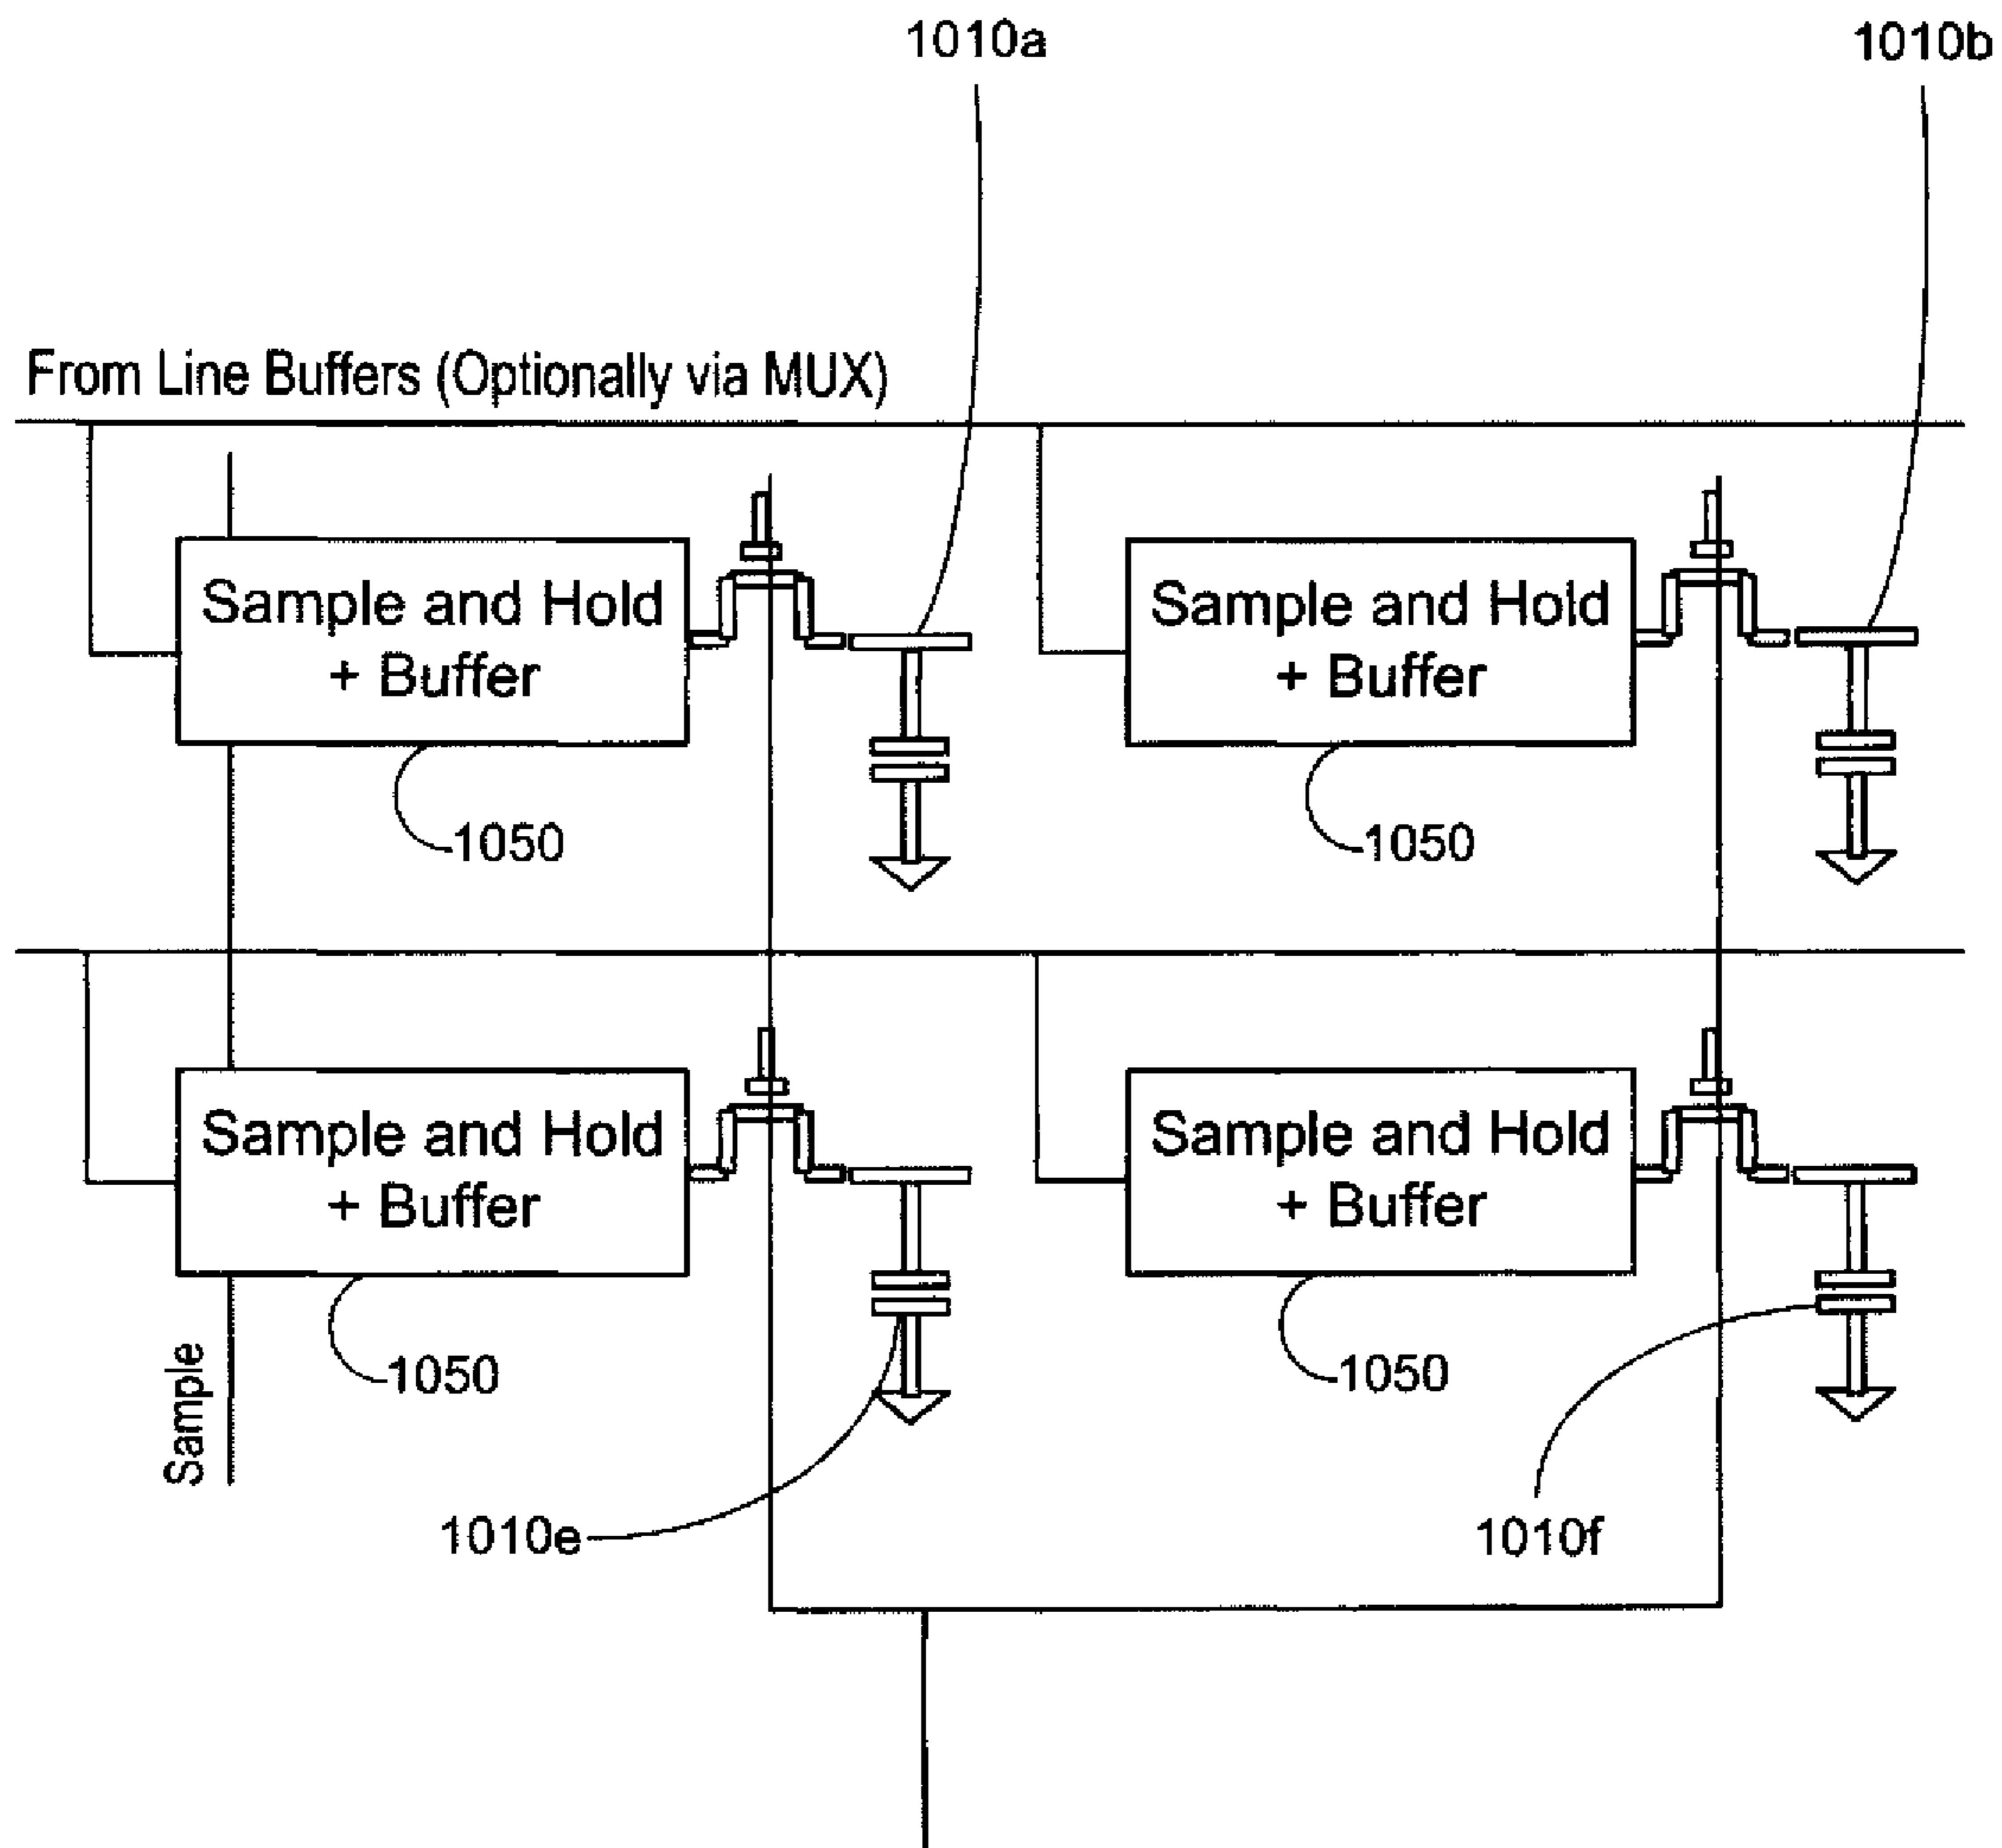 1010a
1010b
From Line Buffers (Optionally via MUX)
Sample and Hold
+ Buffer
Sample and Hold
+ Buffer
1050
1050
Sample and Hold
+ Buffer
Sample and Hold
+ Buffer
1050
1050
Sample
1010e
1010f